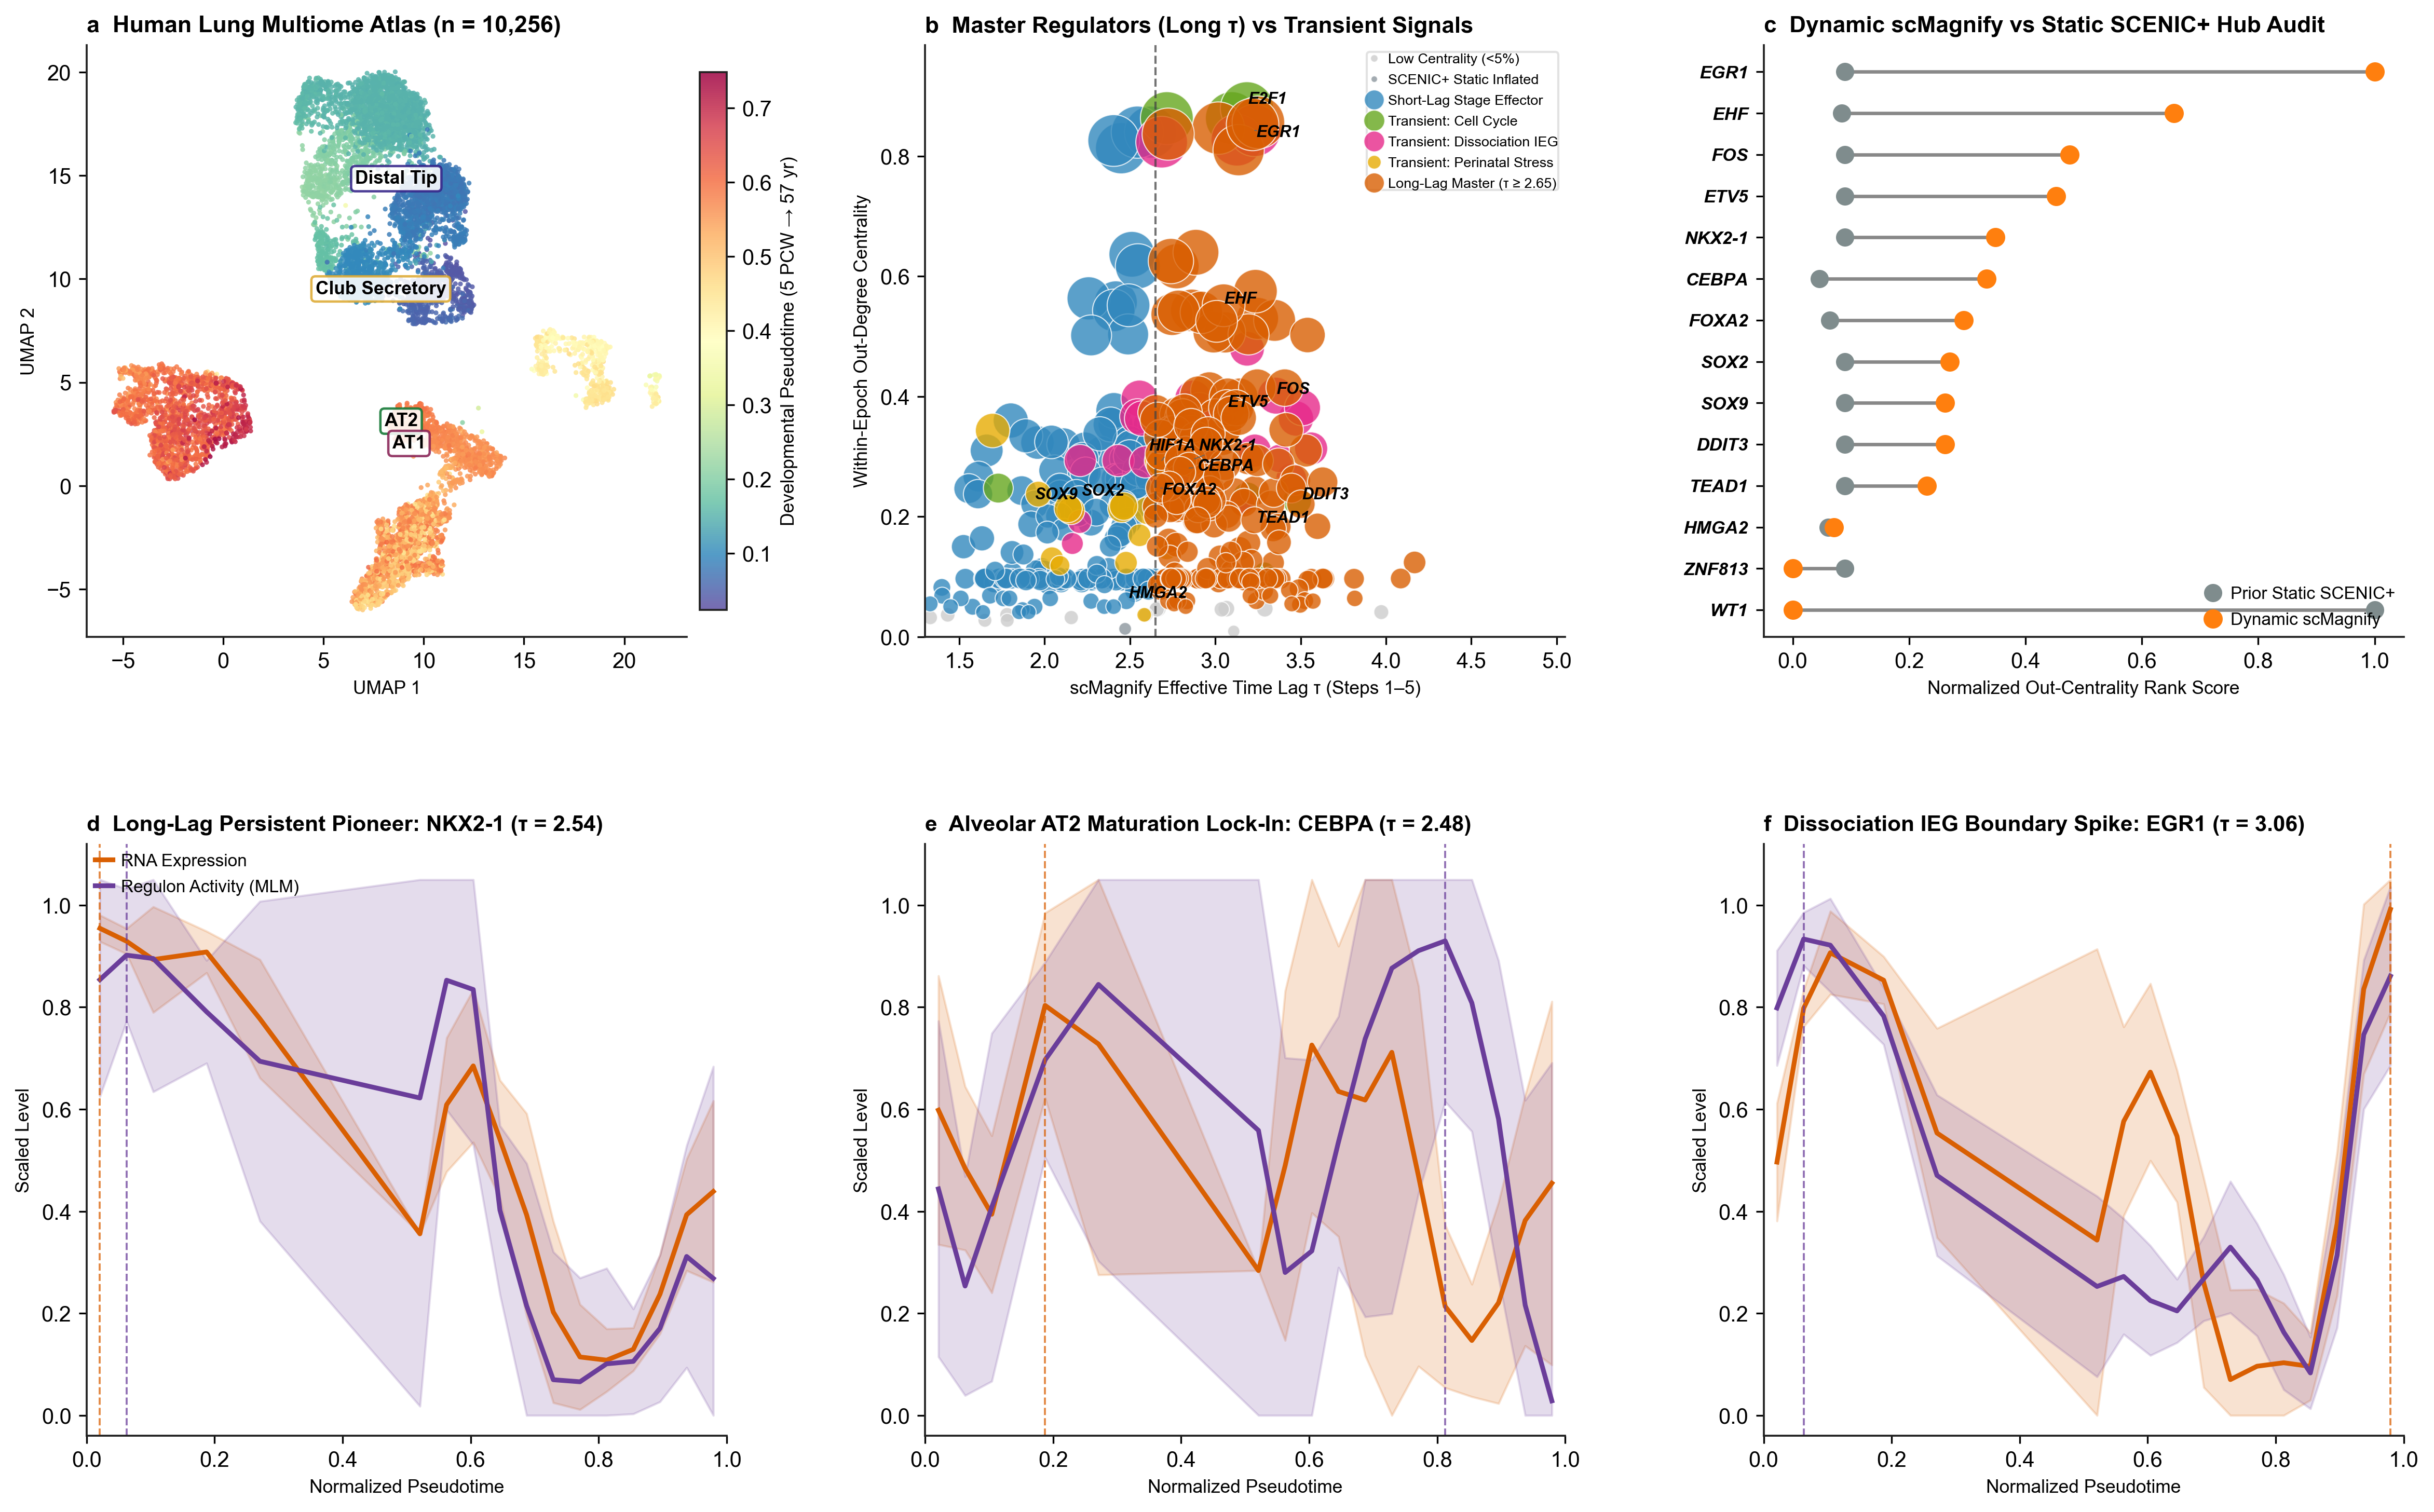 a Human Lung Multiome Atlas (n = 10,256)
20
15
10
5
0
−5
−5
0
5
10
15
20
UMAP 2
UMAP 1
Distal Tip
Club Secretory
AT2
AT1
0.7
0.6
0.5
0.4
0.3
0.2
0.1
Developmental Pseudotime (5 PCW → 57 yr)
b Master Regulators (Long τ) vs Transient Signals
Low Centrality (<5%)
SCENIC+ Static Inflated
Short-Lag Stage Effector
Transient: Cell Cycle
Transient: Dissociation IEG
Transient: Perinatal Stress
Long-Lag Master (τ ≥ 2.65)
E2F1
EGR1
EHF
FOS
ETV5
HIF1A
NKX2-1
CEBPA
SOX9
SOX2
FOXA2
DDIT3
TEAD1
HMGA2
0.8
0.6
0.4
0.2
0.0
1.5
2.0
2.5
3.0
3.5
4.0
4.5
5.0
Within-Epoch Out-Degree Centrality
scMagnify Effective Time Lag τ (Steps 1–5)
c Dynamic scMagnify vs Static SCENIC+ Hub Audit
EGR1
EHF
FOS
ETV5
NKX2-1
CEBPA
FOXA2
SOX2
SOX9
DDIT3
TEAD1
HMGA2
ZNF813
WT1
Prior Static SCENIC+
Dynamic scMagnify
0.0
0.2
0.4
0.6
0.8
1.0
Normalized Out-Centrality Rank Score
d Long-Lag Persistent Pioneer: NKX2-1 (τ = 2.54)
RNA Expression
Regulon Activity (MLM)
1.0
0.8
0.6
0.4
0.2
0.0
0.0
0.2
0.4
0.6
0.8
1.0
Scaled Level
Normalized Pseudotime
e Alveolar AT2 Maturation Lock-In: CEBPA (τ = 2.48)
1.0
0.8
0.6
0.4
0.2
0.0
0.0
0.2
0.4
0.6
0.8
1.0
Scaled Level
Normalized Pseudotime
f Dissociation IEG Boundary Spike: EGR1 (τ = 3.06)
1.0
0.8
0.6
0.4
0.2
0.0
0.0
0.2
0.4
0.6
0.8
1.0
Scaled Level
Normalized Pseudotime